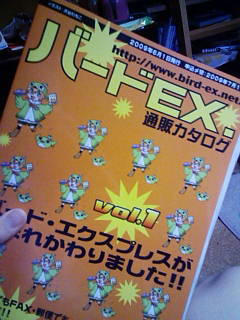 2009年6月1日発行
http://www.bird-ex.net
バードEX.
通販カタログ
vol.1
ド・エクスプレスが
まれかわりました!!